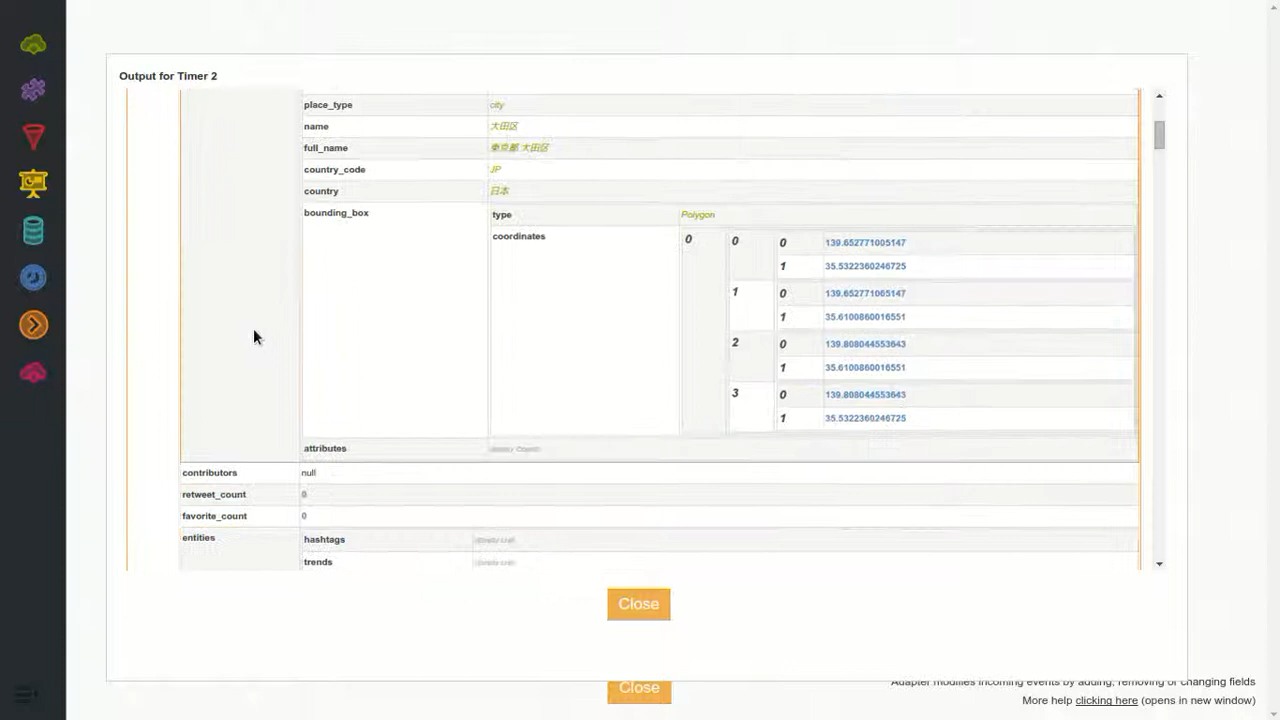 Output for Timer 2
place_type city
name 大田区
full_name 東京都 大田区
country_code JP
country 日本
bounding_box type Polygon
coordinates 0 0 0 139.652771005147
1 35.5322360246725
1 0 139.652771065147
1 35.6100860016551
2 0 139.808044553643
1 35.6100860016551
3 0 139.808044553643
1 35.5322360246725
attributes
contributors null
retweet_count 0
favorite_count 0
entities hashtags
trends
Close
Close
Adapter modifies incoming events by adding, removing or changing fields
More help clicking here (opens in new window)